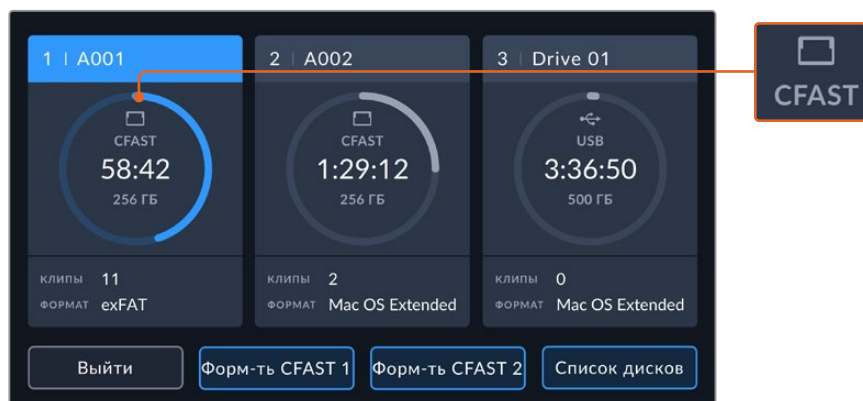 1 | A001
CFAST
58:42
256 ГБ
клипы 11
ФОРМАТ exFAT
2 | A002
CFAST
1:29:12
256 ГБ
клипы 2
ФОРМАТ Mac OS Extended
3 | Drive 01
USB
3:36:50
500 ГБ
клипы 0
ФОРМАТ Mac OS Extended
Выйти
Форм-ть CFAST 1
Форм-ть CFAST 2
Список дисков
CFAST